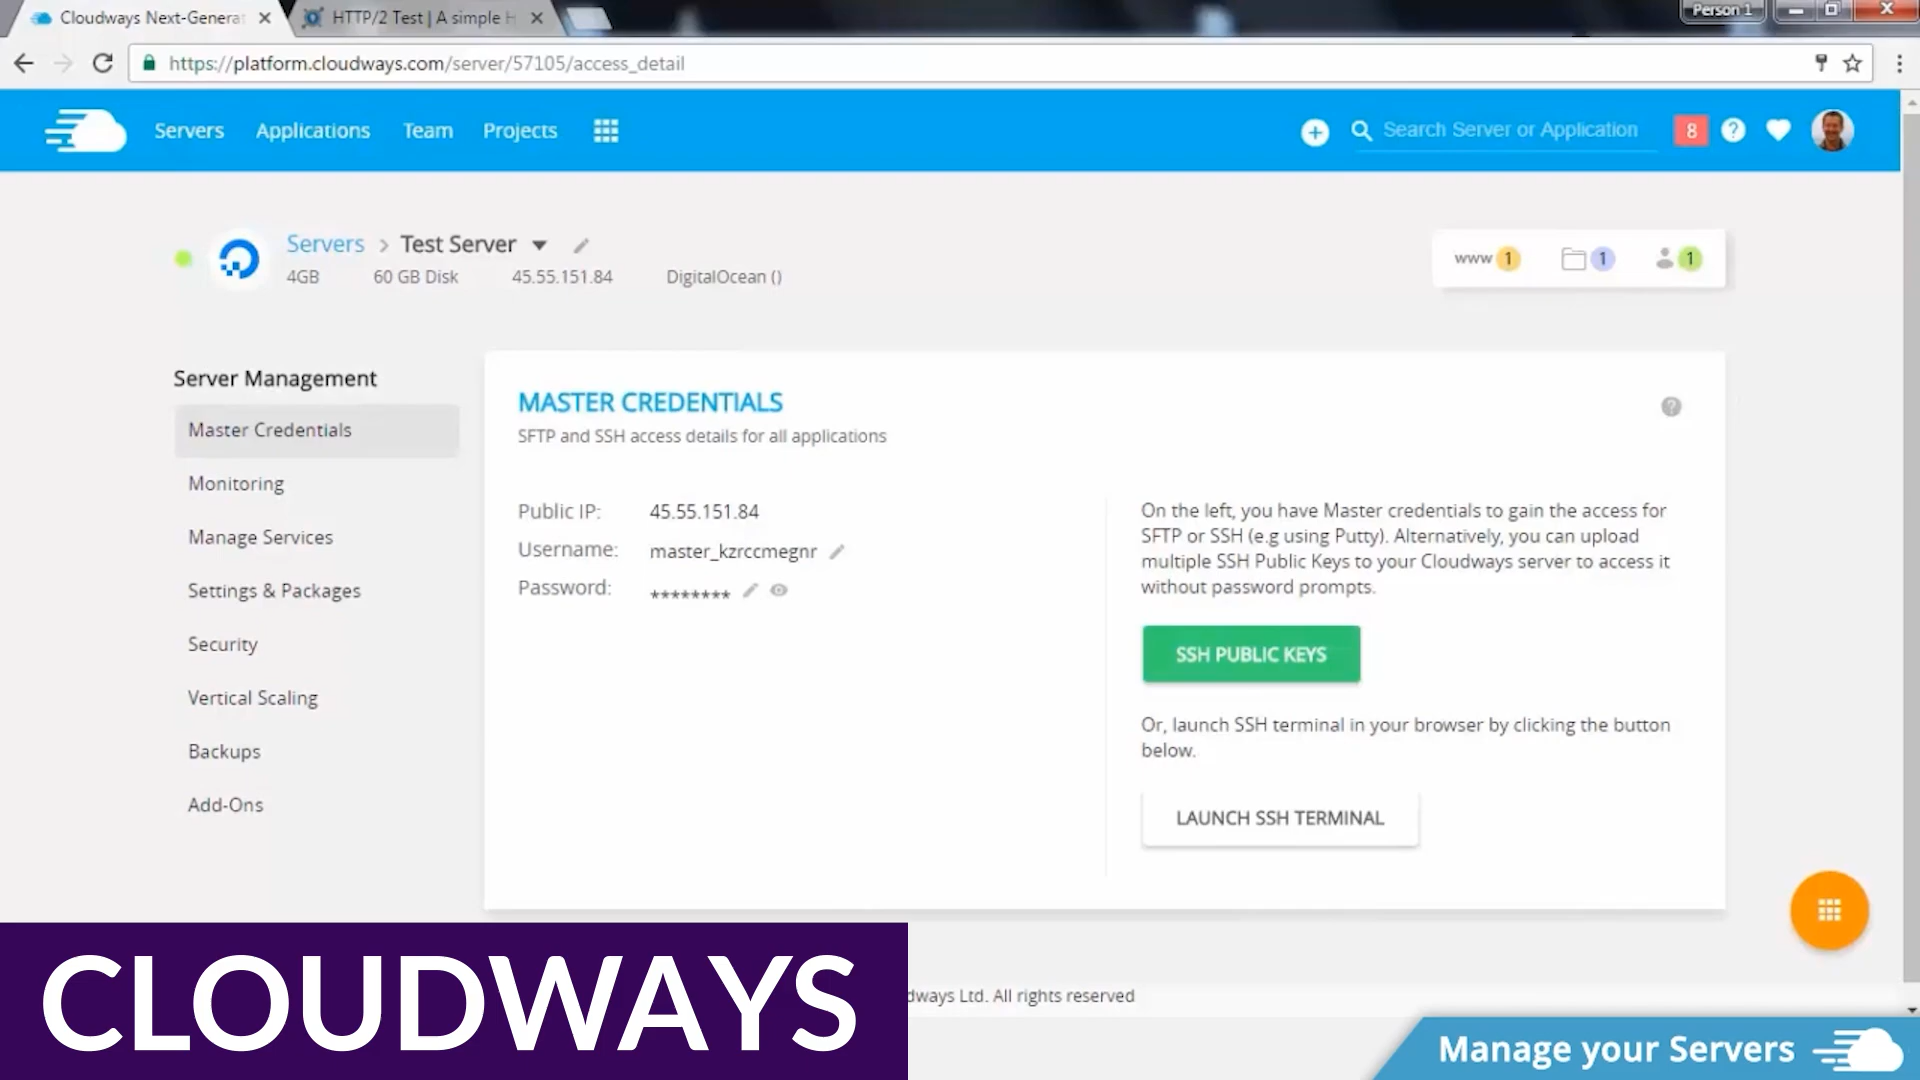 Cloudways Next-Genera
HTTP/2 Test | A simple H
Person 1
https://platform.cloudways.com/server/57105/access_detail
Servers
Applications
Team
Projects
Search Server or Application
8
?
Servers > Test Server
4GB
60 GB Disk
45.55.151.84
DigitalOcean ()
www 1
1
1
Server Management
Master Credentials
Monitoring
Manage Services
Settings & Packages
Security
Vertical Scaling
Backups
Add-Ons
MASTER CREDENTIALS
?
SFTP and SSH access details for all applications
Public IP: 45.55.151.84
Username: master_kzrccmegnr
Password: ********
On the left, you have Master credentials to gain the access for
SFTP or SSH (e.g using Putty). Alternatively, you can upload
multiple SSH Public Keys to your Cloudways server to access it
without password prompts.
SSH PUBLIC KEYS
Or, launch SSH terminal in your browser by clicking the button
below.
LAUNCH SSH TERMINAL
dways Ltd. All rights reserved
CLOUDWAYS
Manage your Servers